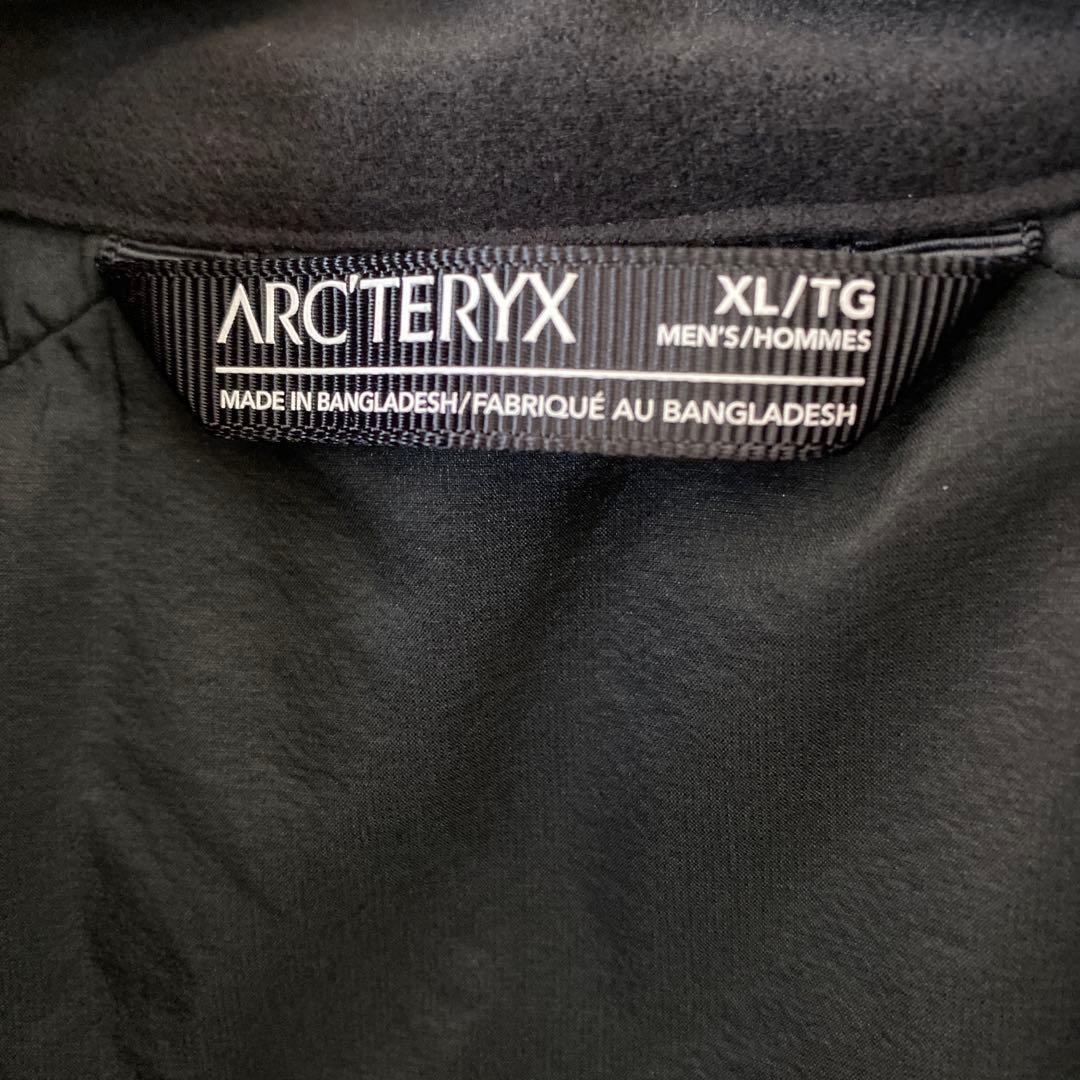 ARC'TERYX
XL/TG
MEN'S/HOMMES
MADE IN BANGLADESH/FABRIQUÉ AU BANGLADESH